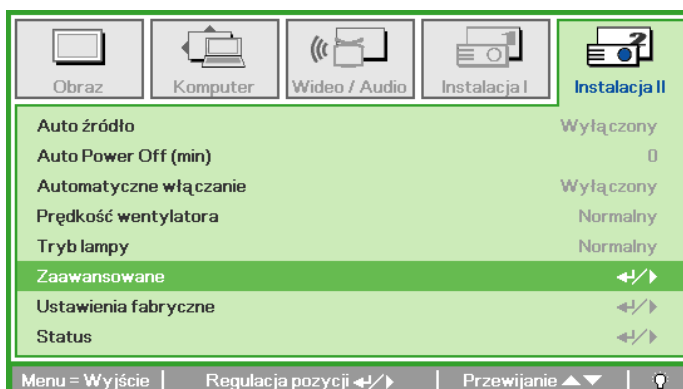 Obraz Komputer Wideo / Audio Instalacja I Instalacja II
Auto źródło Wyłączony
Auto Power Off (min) 0
Automatyczne włączanie Wyłączony
Prędkość wentylatora Normalny
Tryb lampy Normalny
Zaawansowane
Ustawienia fabryczne
Status
Menu = Wyjście Regulacja pozycji Przewijanie